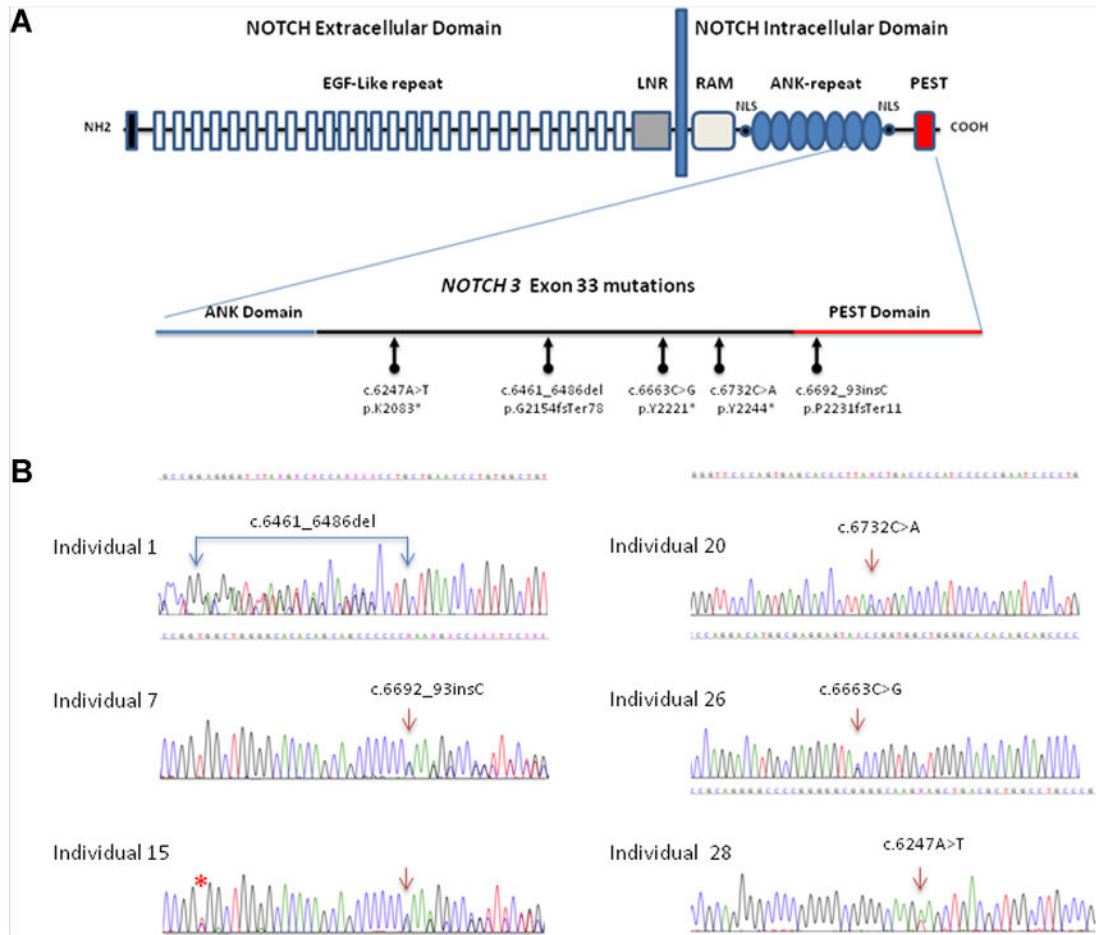 A
NOTCH Extracellular Domain
NOTCH Intracellular Domain
EGF-Like repeat
LNR
RAM
ANK-repeat
PEST
NH2
NLS
NLS
COOH
NOTCH 3 Exon 33 mutations
ANK Domain
PEST Domain
c.6247A>T
p.K2083*
c.6461_6486del
p.G2154fsTer78
c.6663C>G
p.Y2221*
c.6732C>A
p.Y2244*
c.6692_93insC
p.P2231fsTer11
B
Individual 1
c.6461_6486del
Individual 7
c.6692_93insC
Individual 15
*
Individual 20
c.6732C>A
Individual 26
c.6663C>G
Individual 28
c.6247A>T